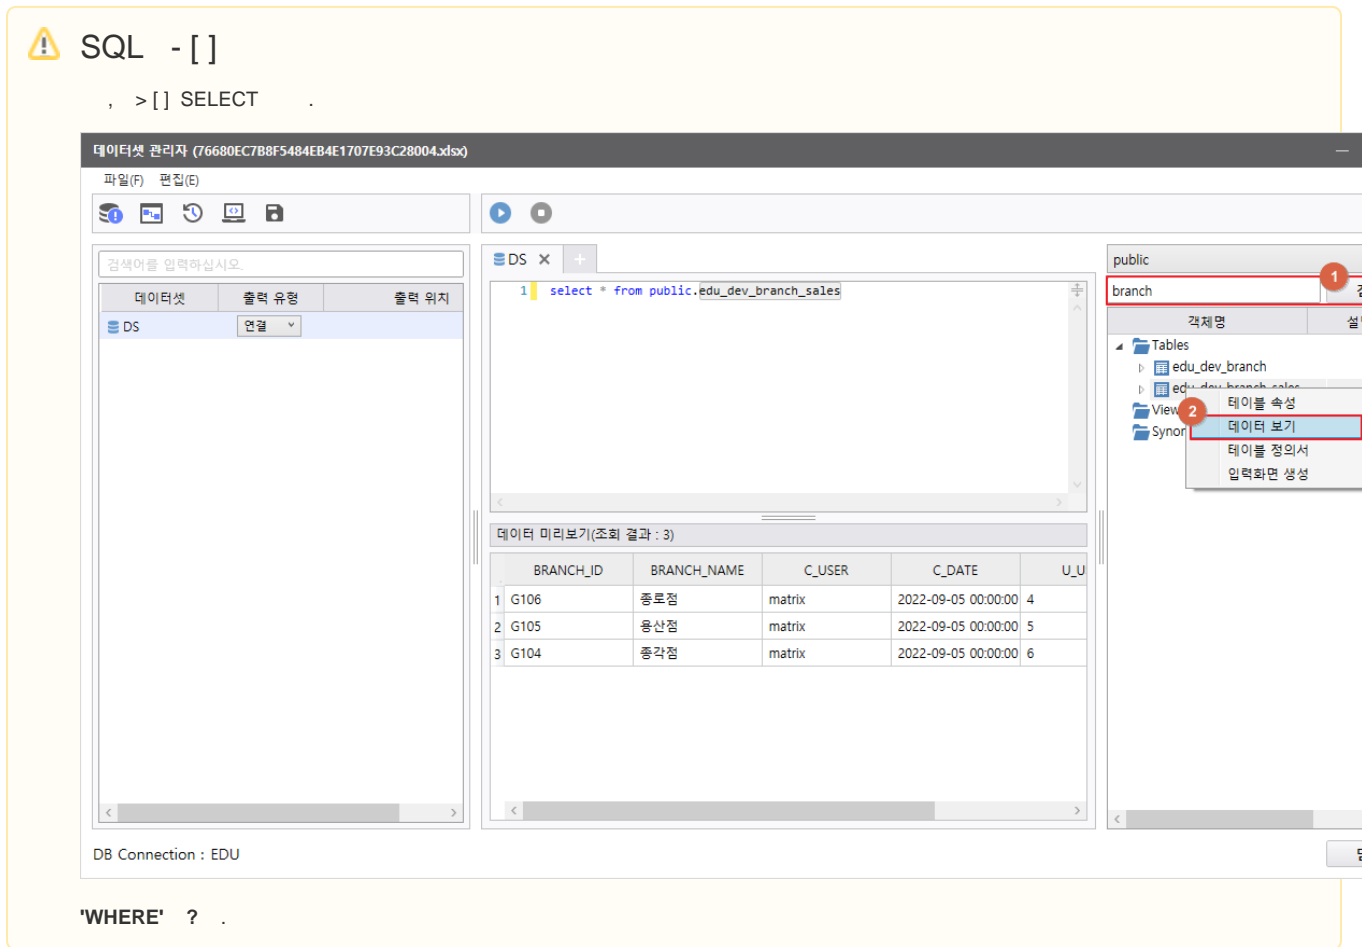 SQL - [ ]
, > [ ] SELECT .
데이터셋 관리자 (76680EC7B8F5484EB4E1707E93C28004.xlsx)
파일(F) 편집(E)
검색어를 입력하십시오.
데이터셋 출력 유형 출력 위치
DS 연결
DS
1 select * from public.edu_dev_branch_sales
데이터 미리보기(조회 결과 : 3)
BRANCH_ID BRANCH_NAME C_USER C_DATE U_U
1 G106 종로점 matrix 2022-09-05 00:00:00 4
2 G105 용산점 matrix 2022-09-05 00:00:00 5
3 G104 종각점 matrix 2022-09-05 00:00:00 6
public
1
branch
객체명
Tables
edu_dev_branch
edu_dev_branch_sales
View
Synor
2
테이블 속성
데이터 보기
테이블 정의서
입력화면 생성
DB Connection : EDU
'WHERE' ? .